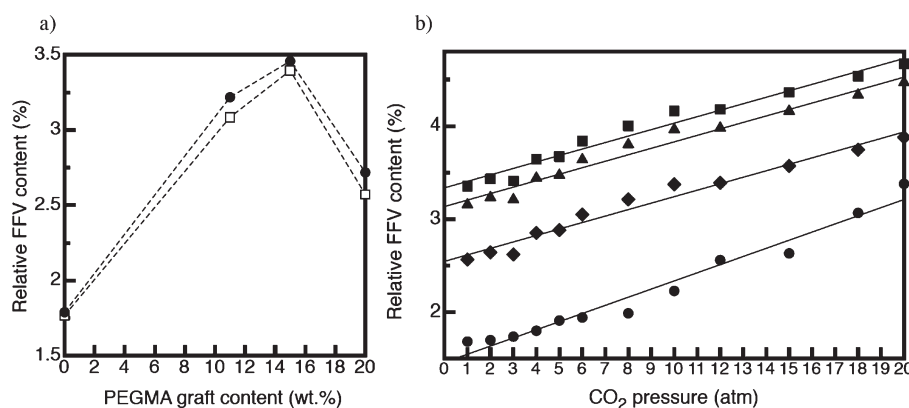 a)
Relative FFV content (%)
3.5
3
2.5
2
1.5
0 2 4 6 8 10 12 14 16 18 20
PEGMA graft content (wt.%)
b)
Relative FFV content (%)
4
3
2
0 1 2 3 4 5 6 7 8 9 10 11 12 13 14 15 16 17 18 19 20
CO2 pressure (atm)